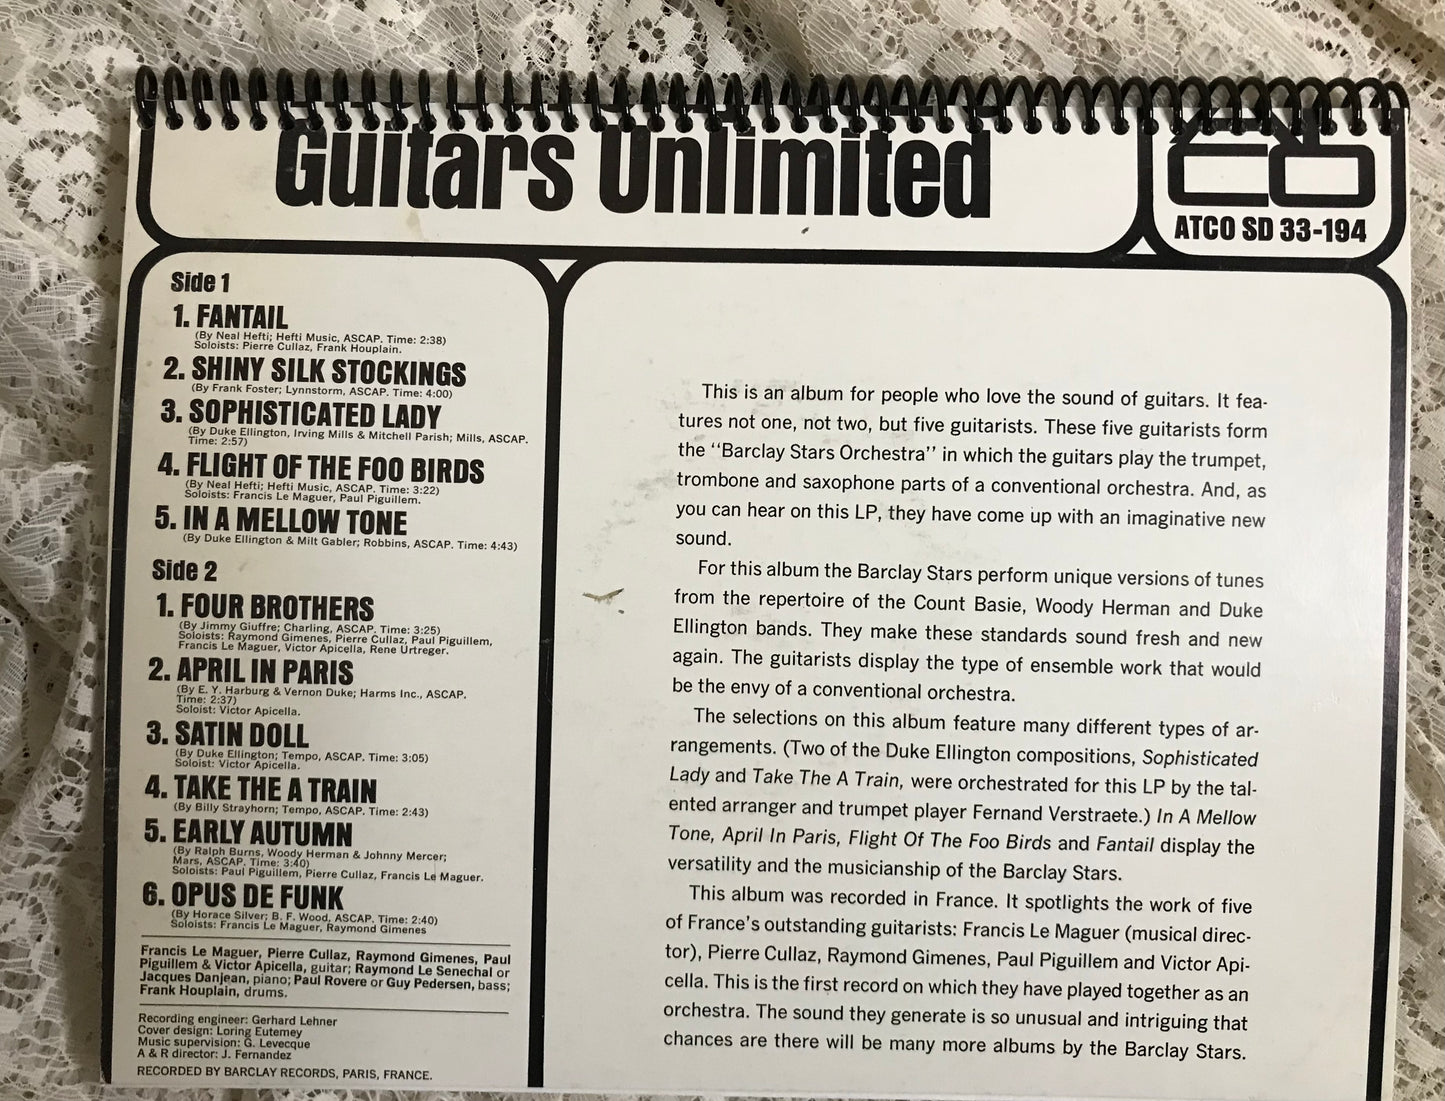 Guitars Unlimited
ATCO SD 33-194
Side 1
1. FANTAIL
(By Neal Hefti; Hefti Music, ASCAP. Time: 2:38)
Soloists: Pierre Cullaz, Frank Houplain.
2. SHINY SILK STOCKINGS
(By Frank Foster; Lynnstorm, ASCAP. Time: 4:00)
3. SOPHISTICATED LADY
(By Duke Ellington, Irving Mills & Mitchell Parish; Mills, ASCAP.
Time: 2:57)
4. FLIGHT OF THE FOO BIRDS
(By Neal Hefti; Hefti Music, ASCAP. Time: 3:22)
Soloists: Francis Le Maguer, Paul Piguillem.
5. IN A MELLOW TONE
(By Duke Ellington & Milt Gabler; Robbins, ASCAP. Time: 4:43)
Side 2
1. FOUR BROTHERS
(By Jimmy Giuffre; Charling, ASCAP. Time: 3:25)
Soloists: Raymond Gimenes, Pierre Cullaz, Paul Piguillem,
Francis Le Maguer, Victor Apicella, Rene Urtreger.
2. APRIL IN PARIS
(By E. Y. Harburg & Vernon Duke; Harms Inc., ASCAP.
Time: 2:37)
Soloist: Victor Apicella.
3. SATIN DOLL
(By Duke Ellington; Tempo, ASCAP. Time: 3:05)
Soloist: Victor Apicella.
4. TAKE THE A TRAIN
(By Billy Strayhorn; Tempo, ASCAP. Time: 2:43)
5. EARLY AUTUMN
(By Ralph Burns, Woody Herman & Johnny Mercer;
Mars, ASCAP. Time: 3:40)
Soloists: Paul Piguillem, Pierre Cullaz, Francis Le Maguer.
6. OPUS DE FUNK
(By Horace Silver; B. F. Wood, ASCAP. Time: 2:40)
Soloists: Francis Le Maguer, Raymond Gimenes
Francis Le Maguer, Pierre Cullaz, Raymond Gimenes, Paul
Piguillem & Victor Apicella, guitar; Raymond Le Senechal or
Jacques Danjean, piano; Paul Rovere or Guy Pedersen, bass;
Frank Houplain, drums.
Recording engineer: Gerhard Lehner
Cover design: Loring Eutemey
Music supervision: G. Levecque
A & R director: J. Fernandez
RECORDED BY BARCLAY RECORDS, PARIS, FRANCE.
This is an album for people who love the sound of guitars. It fea-
tures not one, not two, but five guitarists. These five guitarists form
the "Barclay Stars Orchestra" in which the guitars play the trumpet,
trombone and saxophone parts of a conventional orchestra. And, as
you can hear on this LP, they have come up with an imaginative new
sound.
For this album the Barclay Stars perform unique versions of tunes
from the repertoire of the Count Basie, Woody Herman and Duke
Ellington bands. They make these standards sound fresh and new
again. The guitarists display the type of ensemble work that would
be the envy of a conventional orchestra.
The selections on this album feature many different types of ar-
rangements. (Two of the Duke Ellington compositions, Sophisticated
Lady and Take The A Train, were orchestrated for this LP by the tal-
ented arranger and trumpet player Fernand Verstraete.) In A Mellow
Tone, April In Paris, Flight Of The Foo Birds and Fantail display the
versatility and the musicianship of the Barclay Stars.
This album was recorded in France. It spotlights the work of five
of France's outstanding guitarists: Francis Le Maguer (musical direc-
tor), Pierre Cullaz, Raymond Gimenes, Paul Piguillem and Victor Api-
cella. This is the first record on which they have played together as an
orchestra. The sound they generate is so unusual and intriguing that
chances are there will be many more albums by the Barclay Stars.